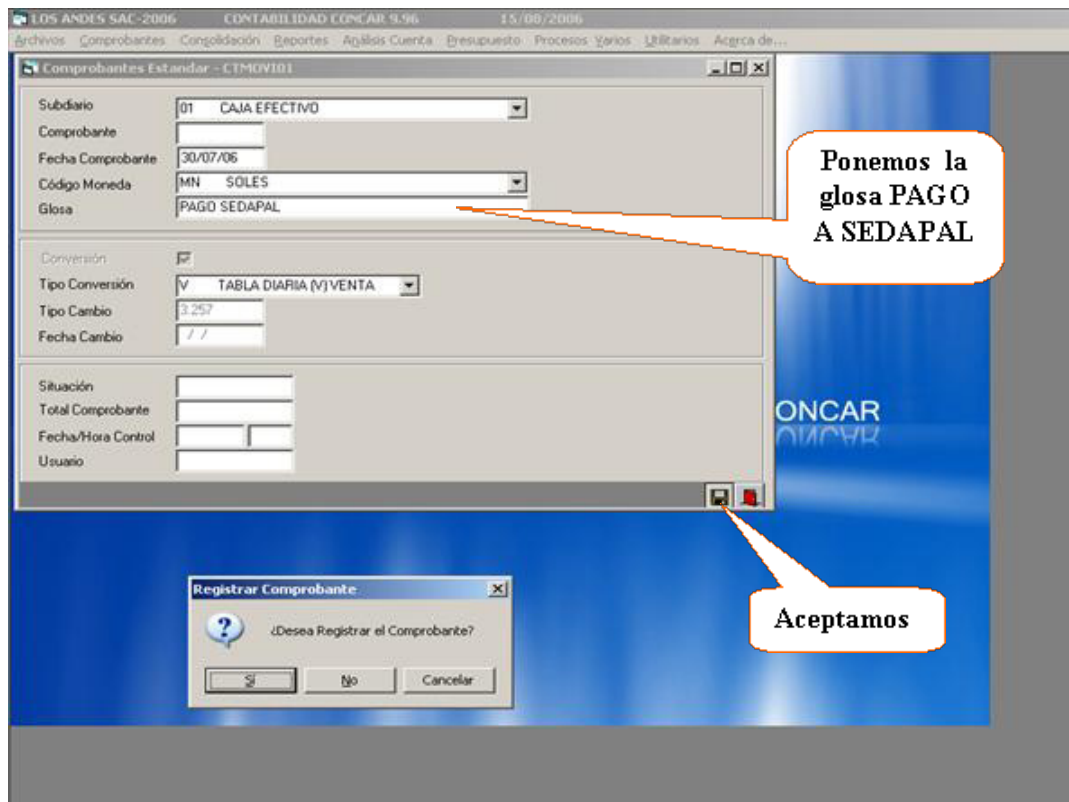 LOS ANDES SAC-2006 CONTABILIDAD CONCAR 9.96 15/08/2006
Archivos Comprobantes Consolidación Reportes Análisis Cuenta Presupuesto Procesos Varios Utilitarios Acerca de...
Comprobantes Estandar - CTMOVI01
Subdiario 01 CAJA EFECTIVO
Comprobante
Fecha Comprobante 30/07/06
Código Moneda MN SOLES
Glosa PAGO SEDAPAL
Ponemos la
glosa PAGO
A SEDAPAL
Conversión
Tipo Conversión V TABLA DIARIA (V) VENTA
Tipo Cambio 3.257
Fecha Cambio / /
Situación
Total Comprobante
Fecha/Hora Control
Usuario
ONCAR
Registrar Comprobante
¿Desea Registrar el Comprobante?
Sí No Cancelar
Aceptamos